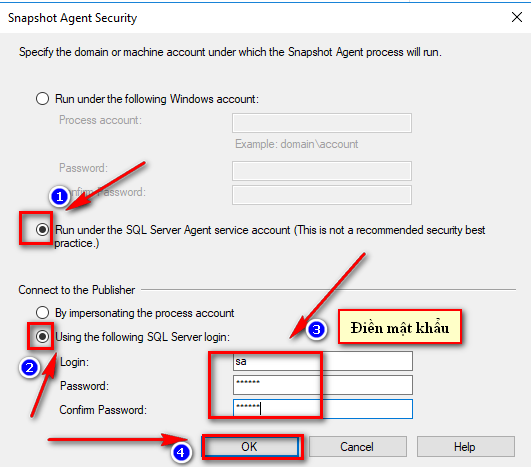 Snapshot Agent Security
Specify the domain or machine account under which the Snapshot Agent process will run.
Run under the following Windows account:
Process account:
Example: domain\account
Password:
Confirm Password:
1
Run under the SQL Server Agent service account (This is not a recommended security best
practice.)
Connect to the Publisher
By impersonating the process account
Using the following SQL Server login:
3
Điền mật khẩu
2
Login:
sa
Password:
******
Confirm Password:
******
4
OK
Cancel
Help